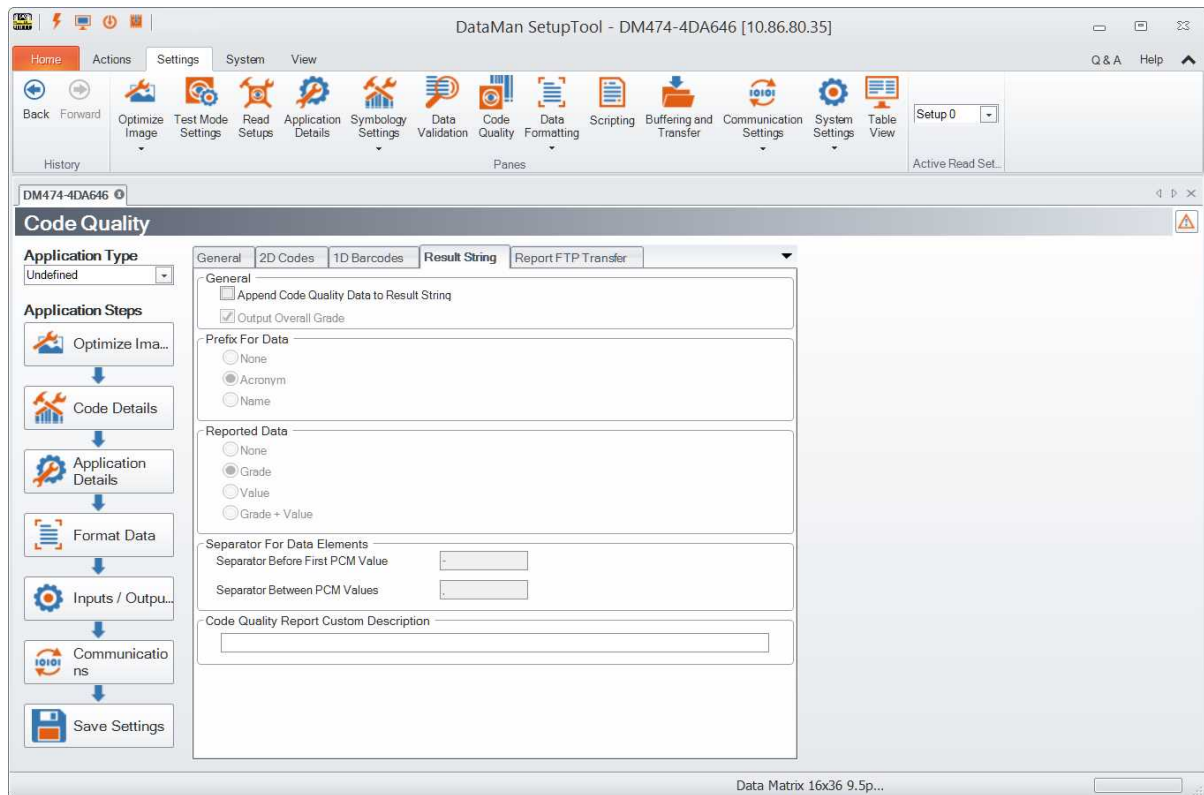 DataMan SetupTool - DM474-4DA646 [10.86.80.35]
Home Actions Settings System View Q & A Help
Back Forward
Optimize Image
Test Mode Settings
Read Setups
Application Details
Symbology Settings
Data Validation
Code Quality
Data Formatting
Scripting
Buffering and Transfer
Communication Settings
System Settings
Table View
Setup 0
History Panes Active Read Set..
DM474-4DA646
Code Quality
Application Type
Undefined
Application Steps
Optimize Ima...
Code Details
Application
Details
Format Data
Inputs / Outpu...
Communicatio
ns
Save Settings
General 2D Codes 1D Barcodes Result String Report FTP Transfer
General
Append Code Quality Data to Result String
Output Overall Grade
Prefix For Data
None
Acronym
Name
Reported Data
None
Grade
Value
Grade + Value
Separator For Data Elements
Separator Before First PCM Value -
Separator Between PCM Values .
Code Quality Report Custom Description
Data Matrix 16x36 9.5p...